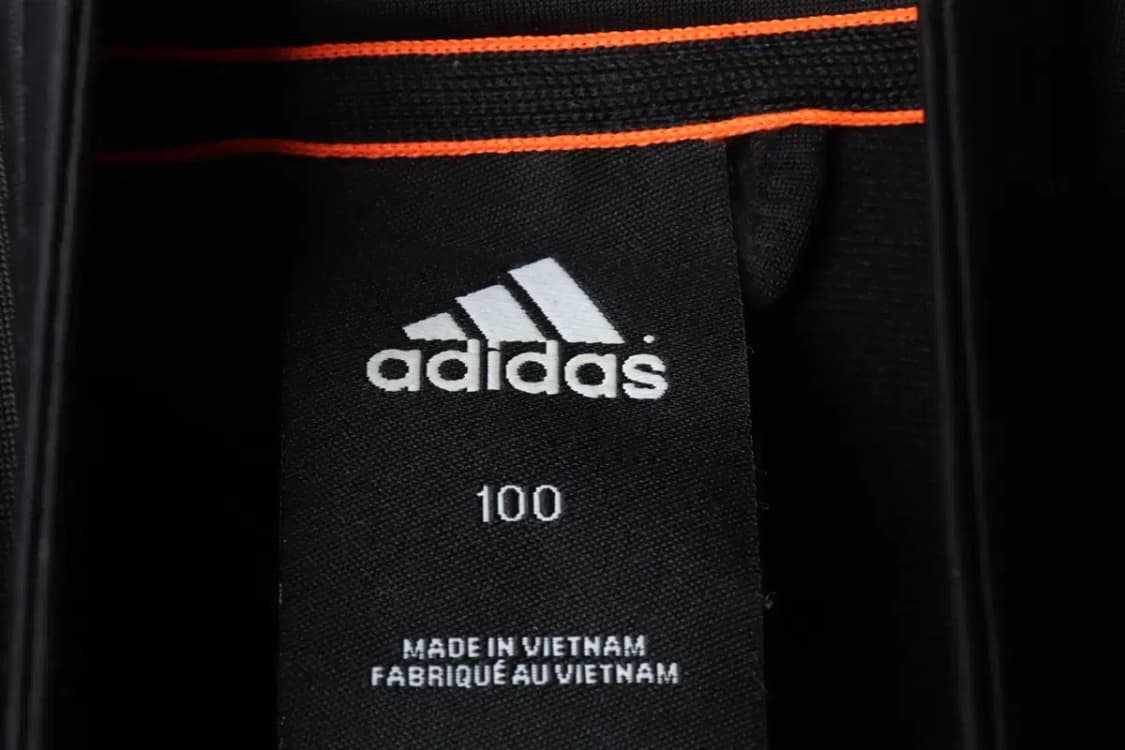 adidas
100
MADE IN VIETNAM
FABRIQUÉ AU VIETNAM